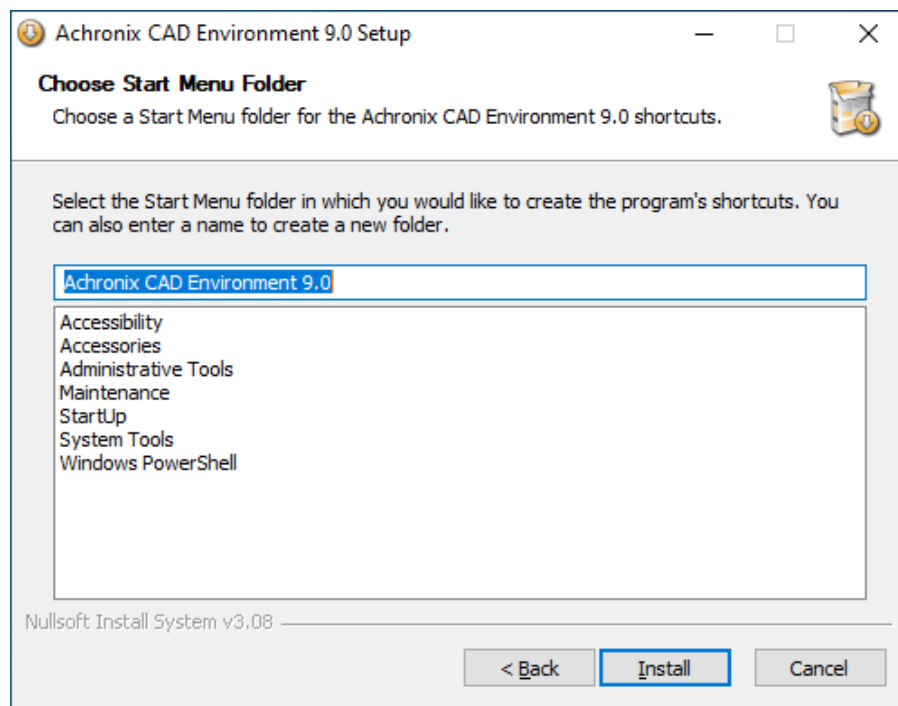 Achronix CAD Environment 9.0 Setup
Choose Start Menu Folder
Choose a Start Menu folder for the Achronix CAD Environment 9.0 shortcuts.
Select the Start Menu folder in which you would like to create the program's shortcuts. You
can also enter a name to create a new folder.
Achronix CAD Environment 9.0
Accessibility
Accessories
Administrative Tools
Maintenance
StartUp
System Tools
Windows PowerShell
Nullsoft Install System v3.08
< Back
Install
Cancel